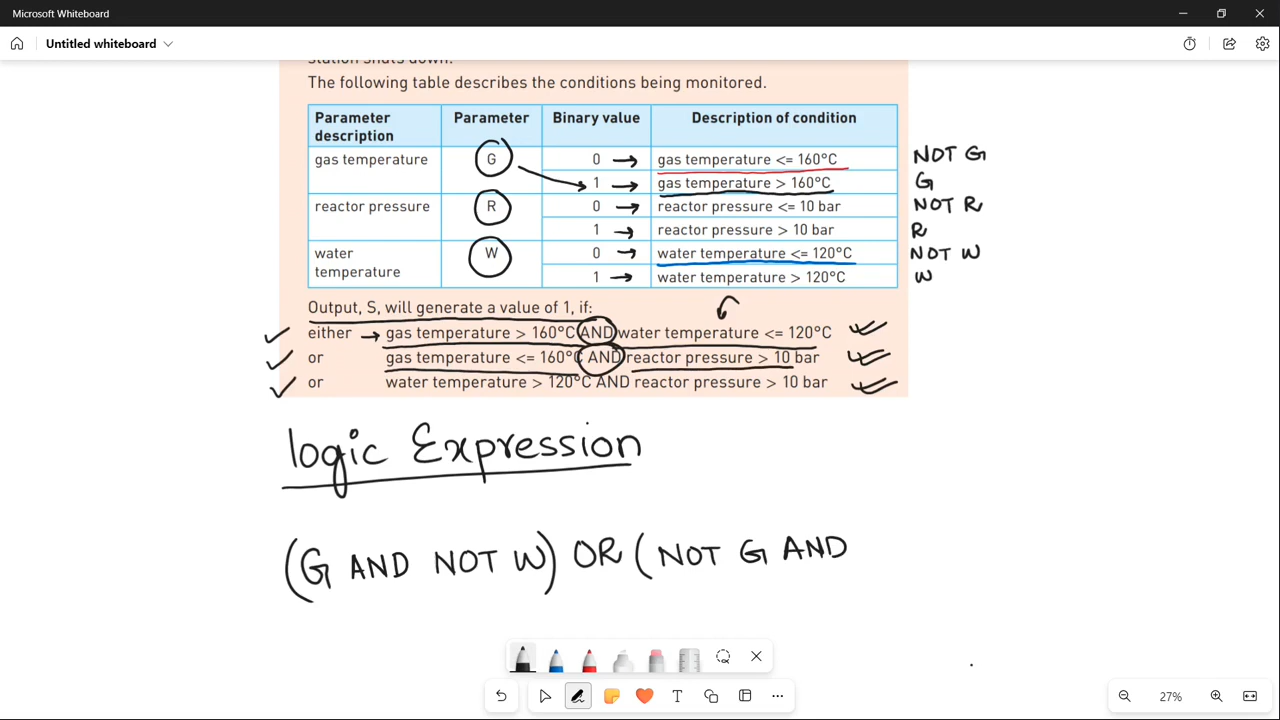 Microsoft Whiteboard
Untitled whiteboard
The following table describes the conditions being monitored.
Parameter description Parameter Binary value Description of condition
gas temperature G 0 → gas temperature <= 160°C NOT G
1 → gas temperature > 160°C G
reactor pressure R 0 → reactor pressure <= 10 bar NOT R
1 → reactor pressure > 10 bar R
water temperature W 0 → water temperature <= 120°C NOT W
1 → water temperature > 120°C W
Output, S, will generate a value of 1, if:
either → gas temperature > 160°C AND water temperature <= 120°C
or gas temperature <= 160°C AND reactor pressure > 10 bar
or water temperature > 120°C AND reactor pressure > 10 bar
logic Expression
(G AND NOT W) OR (NOT G AND
27%